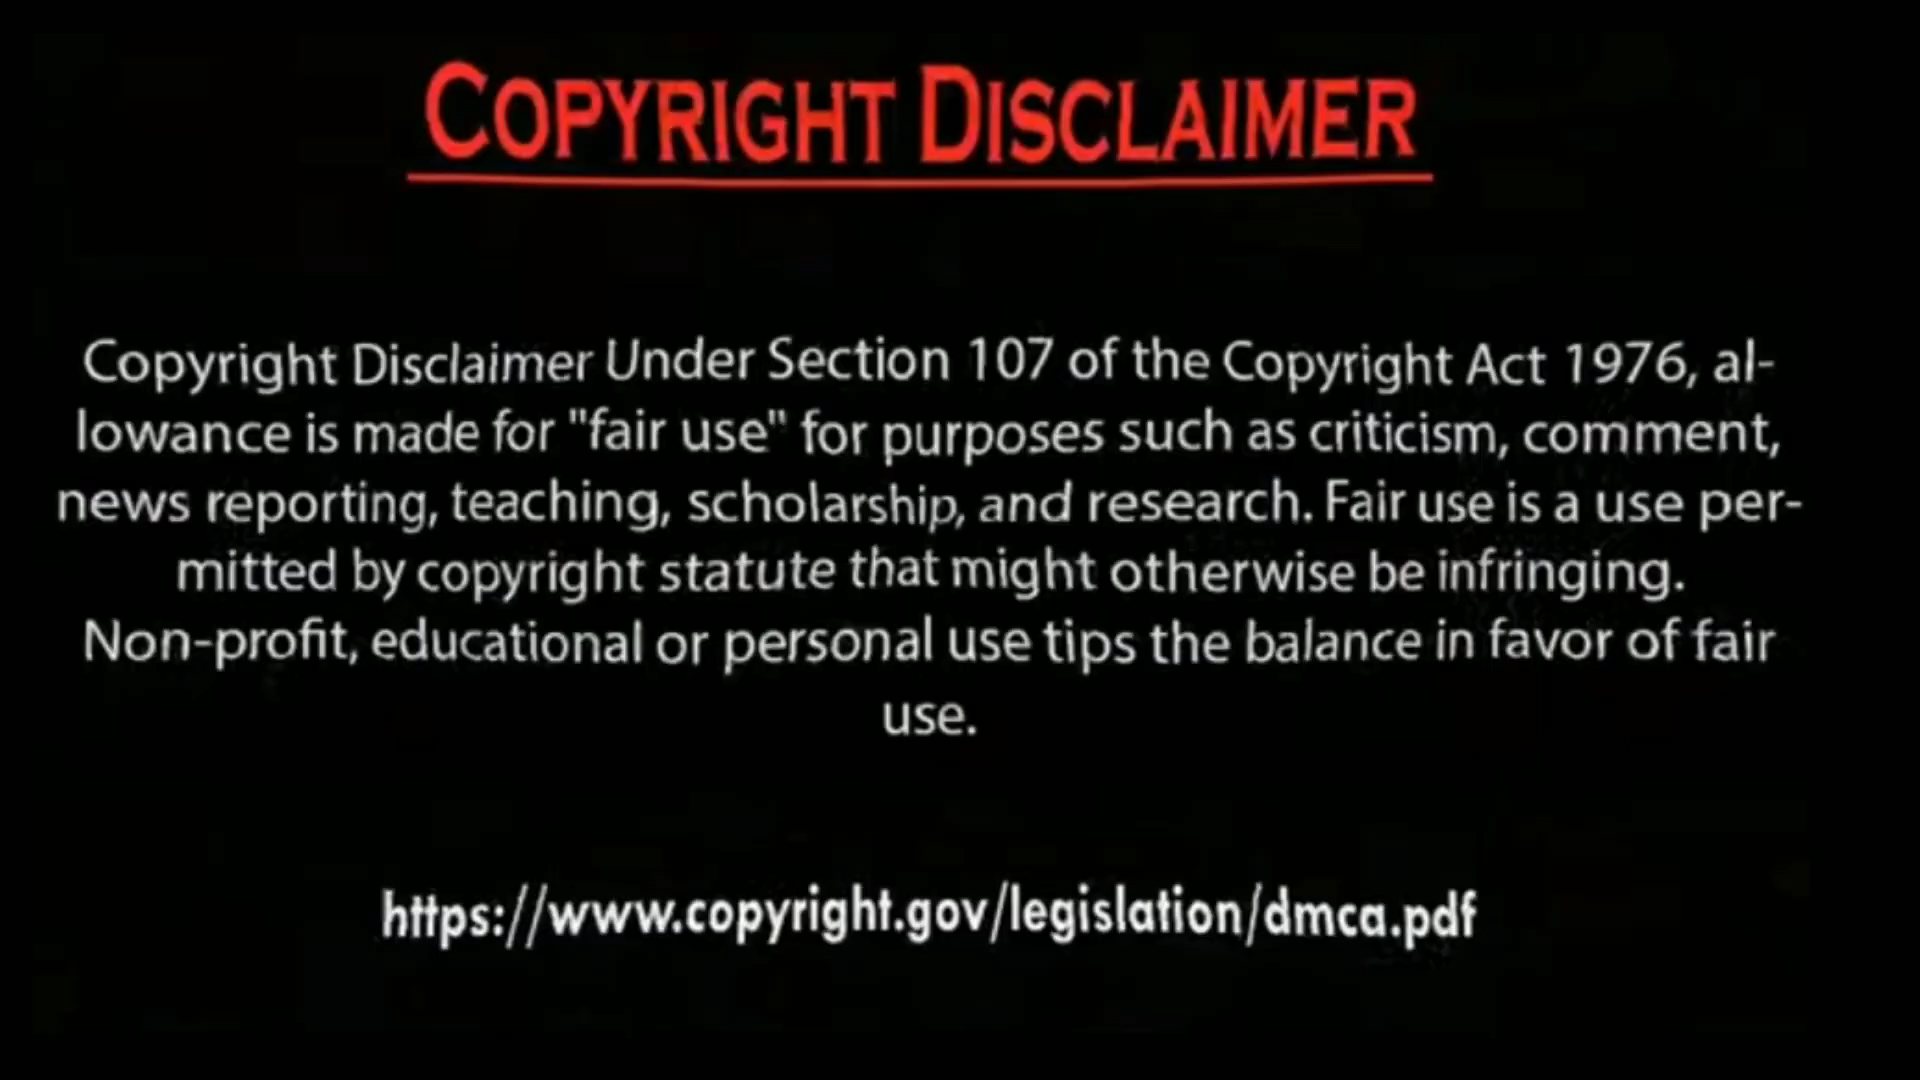 COPYRIGHT DISCLAIMER
Copyright Disclaimer Under Section 107 of the Copyright Act 1976, al-
lowance is made for "fair use" for purposes such as criticism, comment,
news reporting, teaching, scholarship, and research. Fair use is a use per-
mitted by copyright statute that might otherwise be infringing.
Non-profit, educational or personal use tips the balance in favor of fair
use.
https://www.copyright.gov/legislation/dmca.pdf